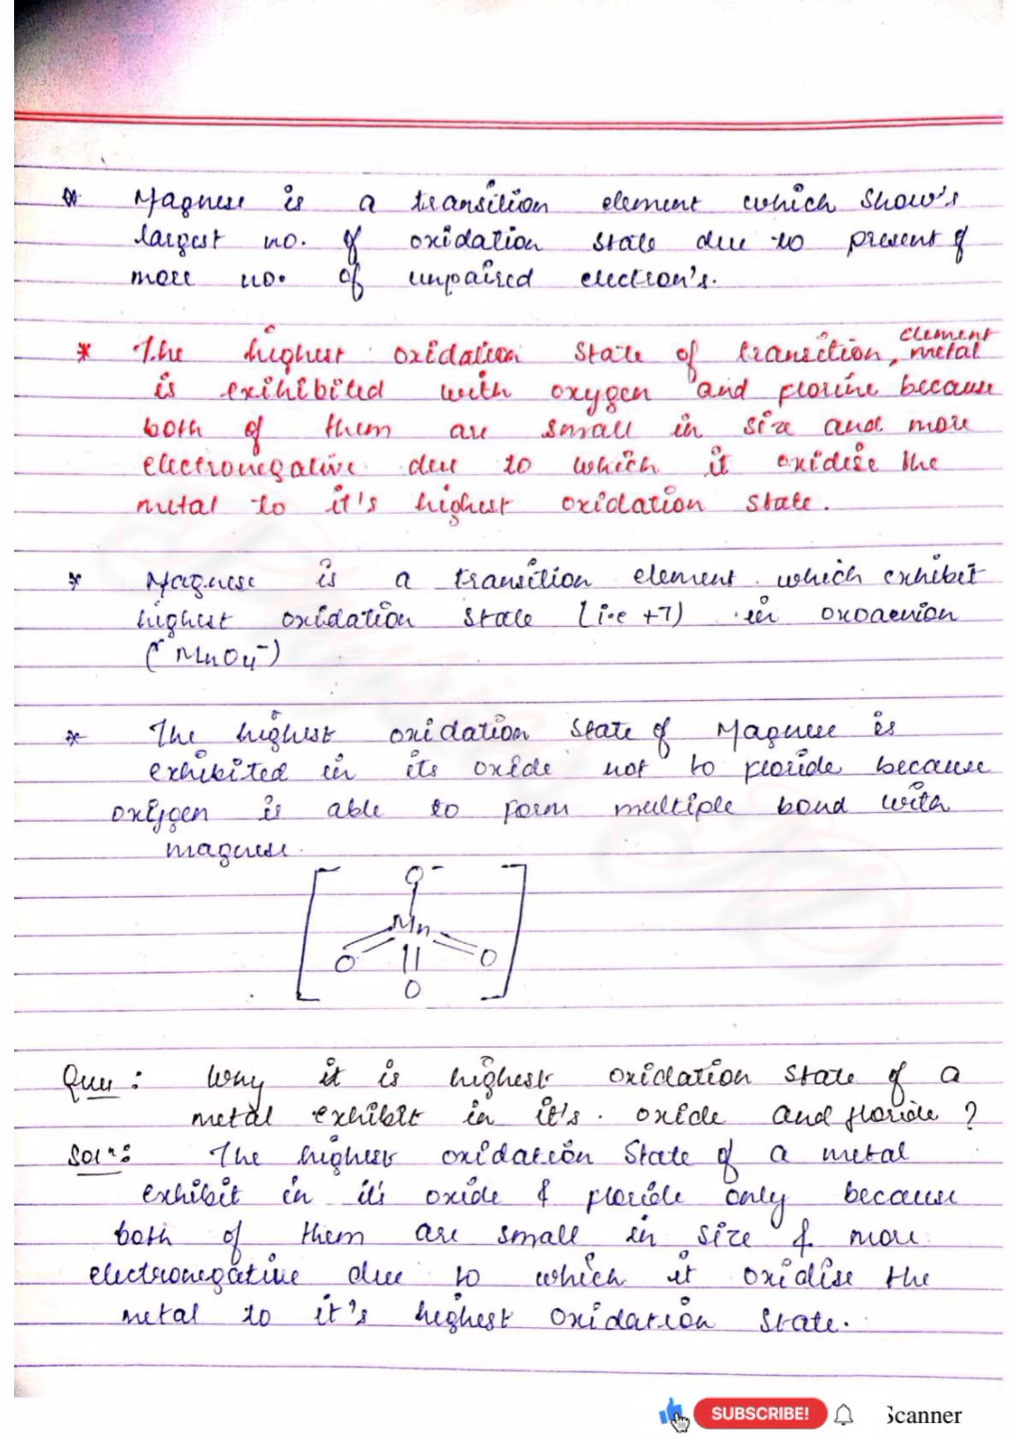 * Magnese is a transition element which show's
largest no. of oxidation state due to present of
more no. of unpaired electron's.
* The highest oxidation state of transition, element metal
is exihibited with oxygen and florine because
both of them are small in size and more
electronegative due to which it oxidise the
metal to it's highest oxidation state.
* Magnese is a transition element which exhibit
highest oxidation state (i.e +7) in oxoaenion
(MnO4-)
* The highest oxidation state of Magnese is
exhibited in its oxide not to floride because
oxygen is able to form multiple bond with
magnese.
O-
Mn
O O
O
Ques: Why it is highest oxidation state of a
metal exhibit in it's oxide and floride ?
Soln: The highest oxidation state of a metal
exhibit in it's oxide & floride only because
both of them are small in size & more
electronegative due to which it oxidise the
metal to it's highest oxidation state.
SUBSCRIBE! Scanner